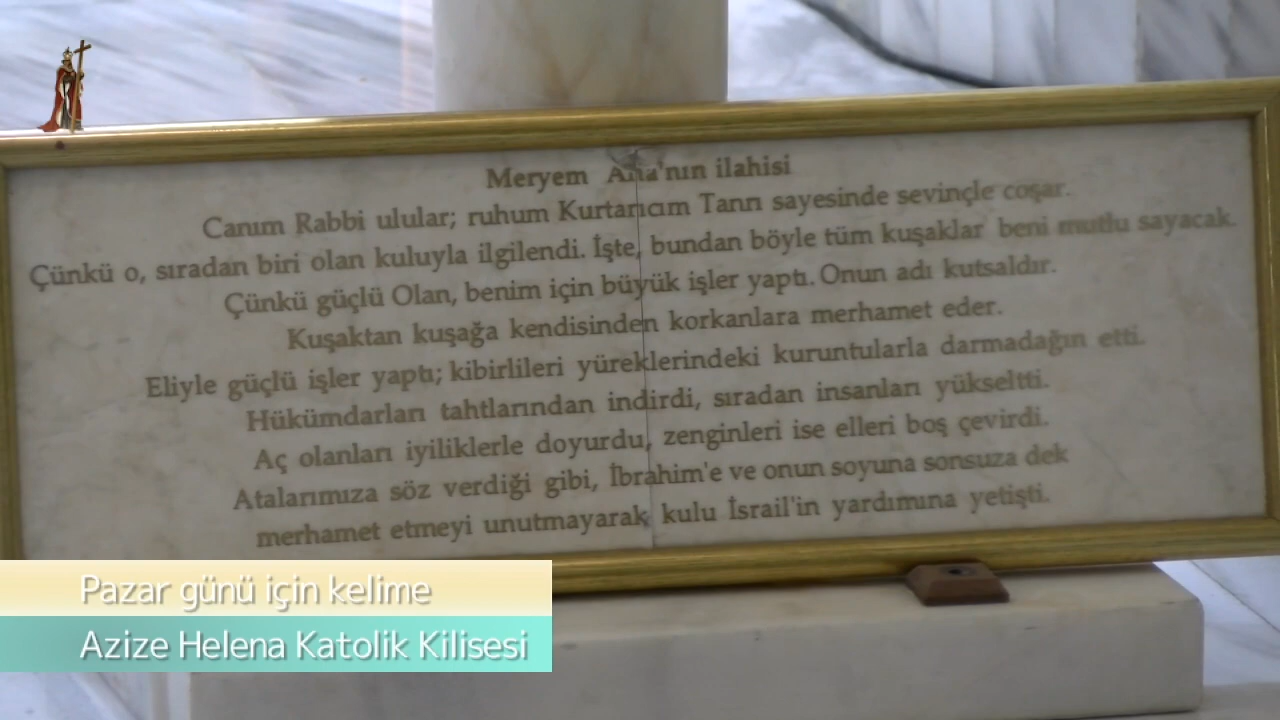 Meryem Ana'nın ilahisi
Canım Rabbi ulular; ruhum Kurtarıcım Tanrı sayesinde sevinçle coşar.
Çünkü o, sıradan biri olan kuluyla ilgilendi. İşte, bundan böyle tüm kuşaklar beni mutlu sayacak.
Çünkü güçlü Olan, benim için büyük işler yaptı. Onun adı kutsaldır.
Kuşaktan kuşağa kendisinden korkanlara merhamet eder.
Eliyle güçlü işler yaptı; kibirlileri yüreklerindeki kuruntularla darmadağın etti.
Hükümdarları tahtlarından indirdi, sıradan insanları yükseltti.
Aç olanları iyiliklerle doyurdu, zenginleri ise elleri boş çevirdi.
Atalarımıza söz verdiği gibi, İbrahim'e ve onun soyuna sonsuza dek
merhamet etmeyi unutmayarak kulu İsrail'in yardımına yetişti.
Pazar günü için kelime
Azize Helena Katolik Kilisesi